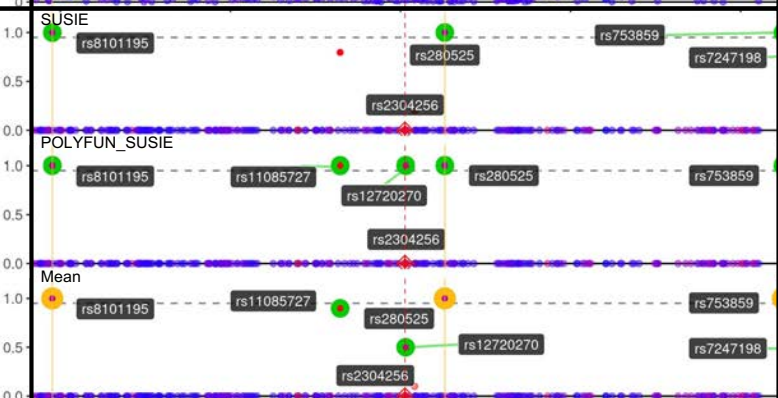 SUSIE
1.0
rs8101195
rs280525
rs753859
rs7247198
0.5
rs2304256
0.0
POLYFUN_SUSIE
1.0
rs8101195
rs11085727
rs280525
rs753859
rs12720270
0.5
rs2304256
0.0
Mean
1.0
rs8101195
rs11085727
rs753859
rs280525
0.5
rs12720270
rs7247198
rs2304256
0.0